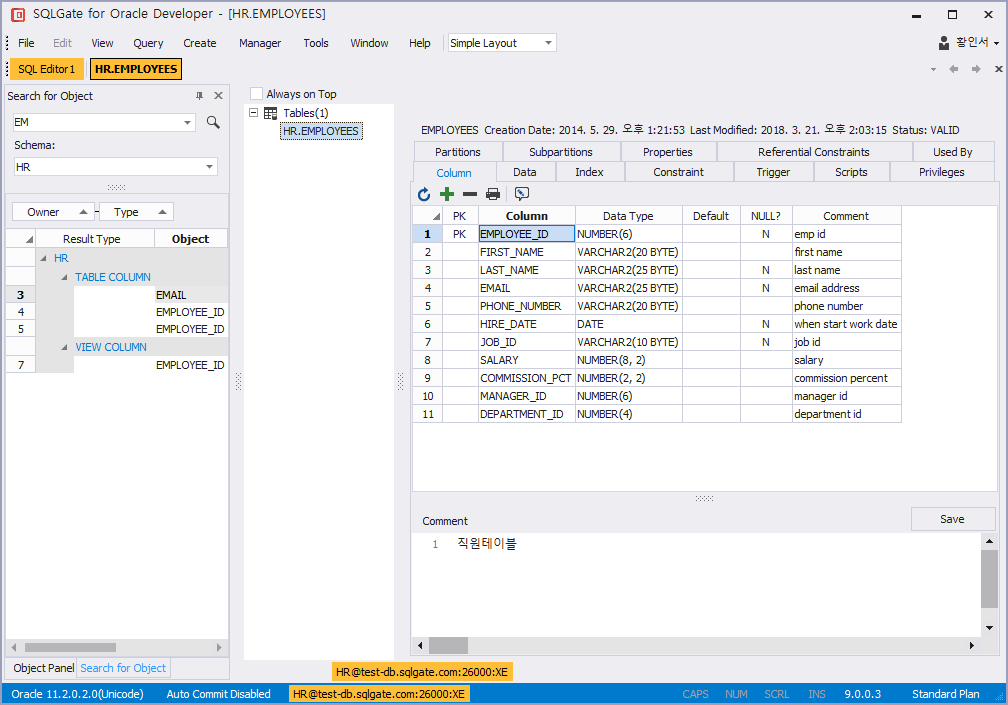 SQLGate for Oracle Developer - [HR.EMPLOYEES]
File Edit View Query Create Manager Tools Window Help Simple Layout 황인서
SQL Editor1 HR.EMPLOYEES
Search for Object
EM
Schema:
HR
Owner Type
Result Type Object
HR
TABLE COLUMN
3 EMAIL
4 EMPLOYEE_ID
5 EMPLOYEE_ID
VIEW COLUMN
7 EMPLOYEE_ID
Object Panel Search for Object
Always on Top
Tables(1)
HR.EMPLOYEES
EMPLOYEES Creation Date: 2014. 5. 29. 오후 1:21:53 Last Modified: 2018. 3. 21. 오후 2:03:15 Status: VALID
Partitions Subpartitions Properties Referential Constraints Used By
Column Data Index Constraint Trigger Scripts Privileges
PK Column Data Type Default NULL? Comment
1 PK EMPLOYEE_ID NUMBER(6) N emp id
2 FIRST_NAME VARCHAR2(20 BYTE) first name
3 LAST_NAME VARCHAR2(25 BYTE) N last name
4 EMAIL VARCHAR2(25 BYTE) N email address
5 PHONE_NUMBER VARCHAR2(20 BYTE) phone number
6 HIRE_DATE DATE N when start work date
7 JOB_ID VARCHAR2(10 BYTE) N job id
8 SALARY NUMBER(8, 2) salary
9 COMMISSION_PCT NUMBER(2, 2) commission percent
10 MANAGER_ID NUMBER(6) manager id
11 DEPARTMENT_ID NUMBER(4) department id
Comment Save
1 직원테이블
HR@test-db.sqlgate.com:26000:XE
Oracle 11.2.0.2.0(Unicode) Auto Commit Disabled HR@test-db.sqlgate.com:26000:XE CAPS NUM SCRL INS 9.0.0.3 Standard Plan